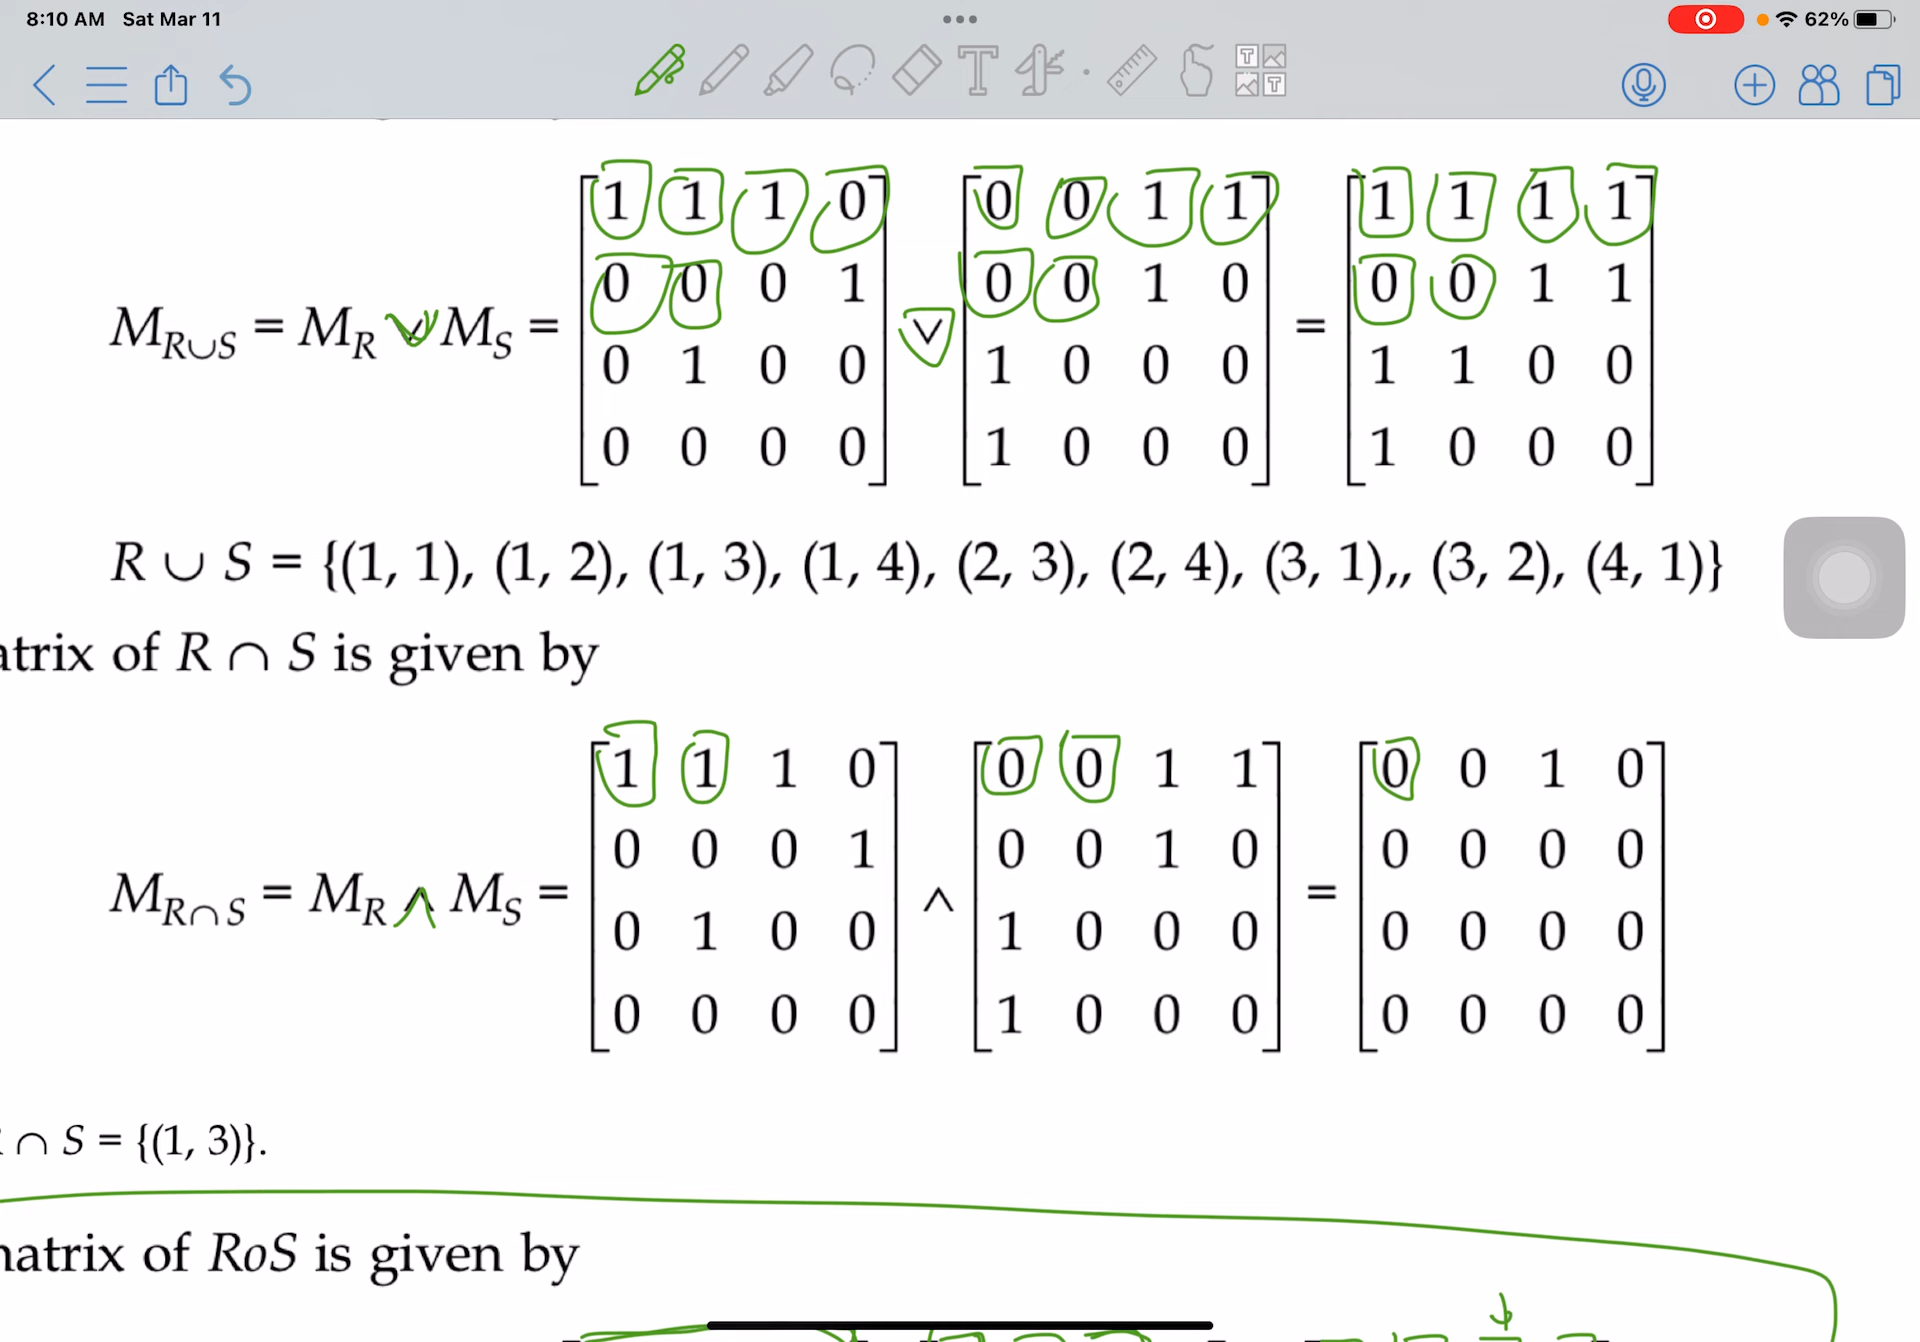 8:10 AM Sat Mar 11 62%
M_{R∪S} = M_R ∨ M_S = [1 1 1 0; 0 0 0 1; 0 1 0 0; 0 0 0 0] ∨ [0 0 1 1; 0 0 1 0; 1 0 0 0; 1 0 0 0] = [1 1 1 1; 0 0 1 1; 1 1 0 0; 1 0 0 0]
R ∪ S = {(1, 1), (1, 2), (1, 3), (1, 4), (2, 3), (2, 4), (3, 1),, (3, 2), (4, 1)}
atrix of R ∩ S is given by
M_{R∩S} = M_R ∧ M_S = [1 1 1 0; 0 0 0 1; 0 1 0 0; 0 0 0 0] ∧ [0 0 1 1; 0 0 1 0; 1 0 0 0; 1 0 0 0] = [0 0 1 0; 0 0 0 0; 0 0 0 0; 0 0 0 0]
∩ S = {(1, 3)}.
natrix of RoS is given by